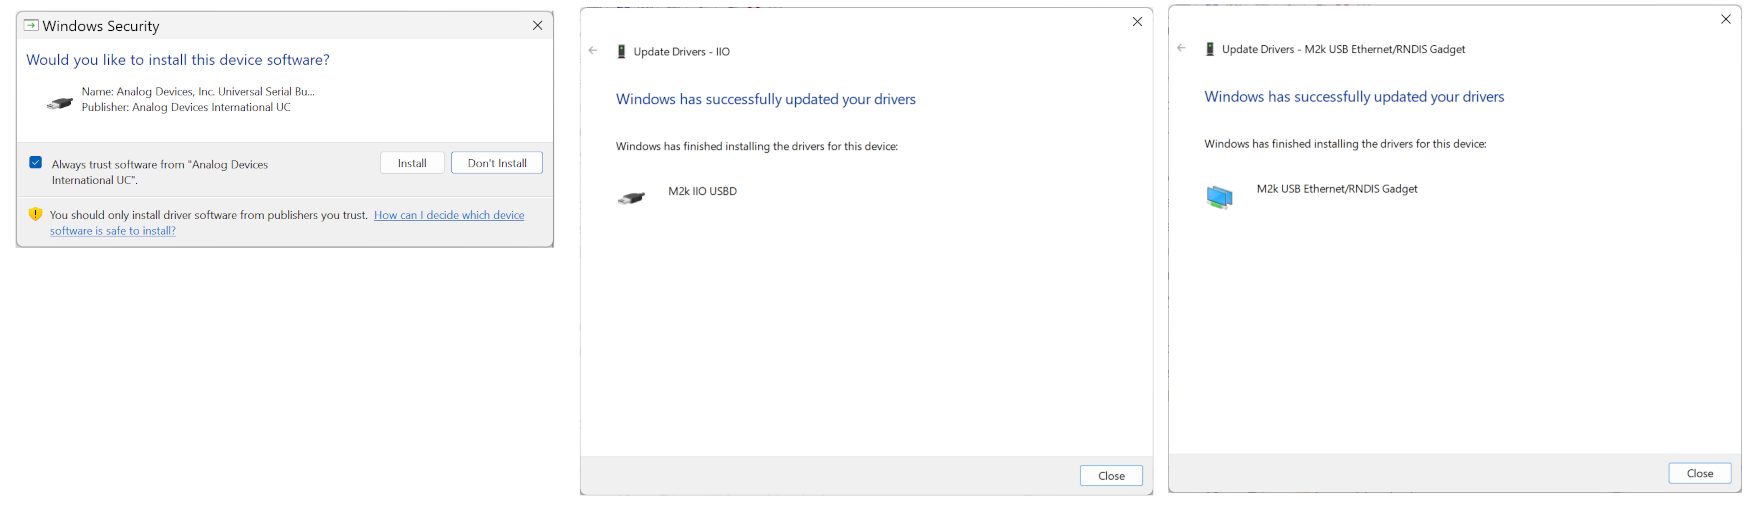 Windows Security
Would you like to install this device software?
Name: Analog Devices, Inc. Universal Serial Bu...
Publisher: Analog Devices International UC
Always trust software from "Analog Devices
International UC".
Install
Don't Install
You should only install driver software from publishers you trust. How can I decide which device
software is safe to install?
Update Drivers - IIO
Windows has successfully updated your drivers
Windows has finished installing the drivers for this device:
M2k IIO USBD
Close
Update Drivers - M2k USB Ethernet/RNDIS Gadget
Windows has successfully updated your drivers
Windows has finished installing the drivers for this device:
M2k USB Ethernet/RNDIS Gadget
Close